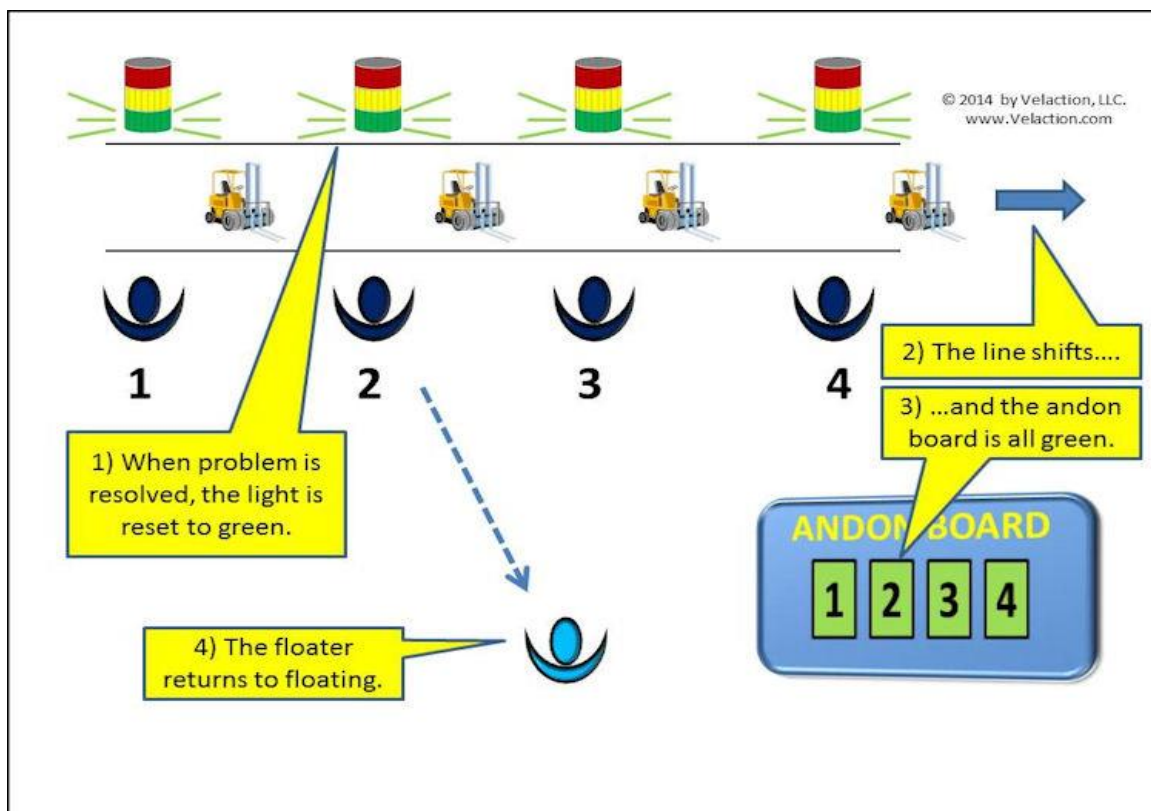 © 2014 by Velaction, LLC.
www.Velaction.com
1
2
3
4
1) When problem is
resolved, the light is
reset to green.
2) The line shifts....
3) ...and the andon
board is all green.
ANDON BOARD
1 2 3 4
4) The floater
returns to floating.